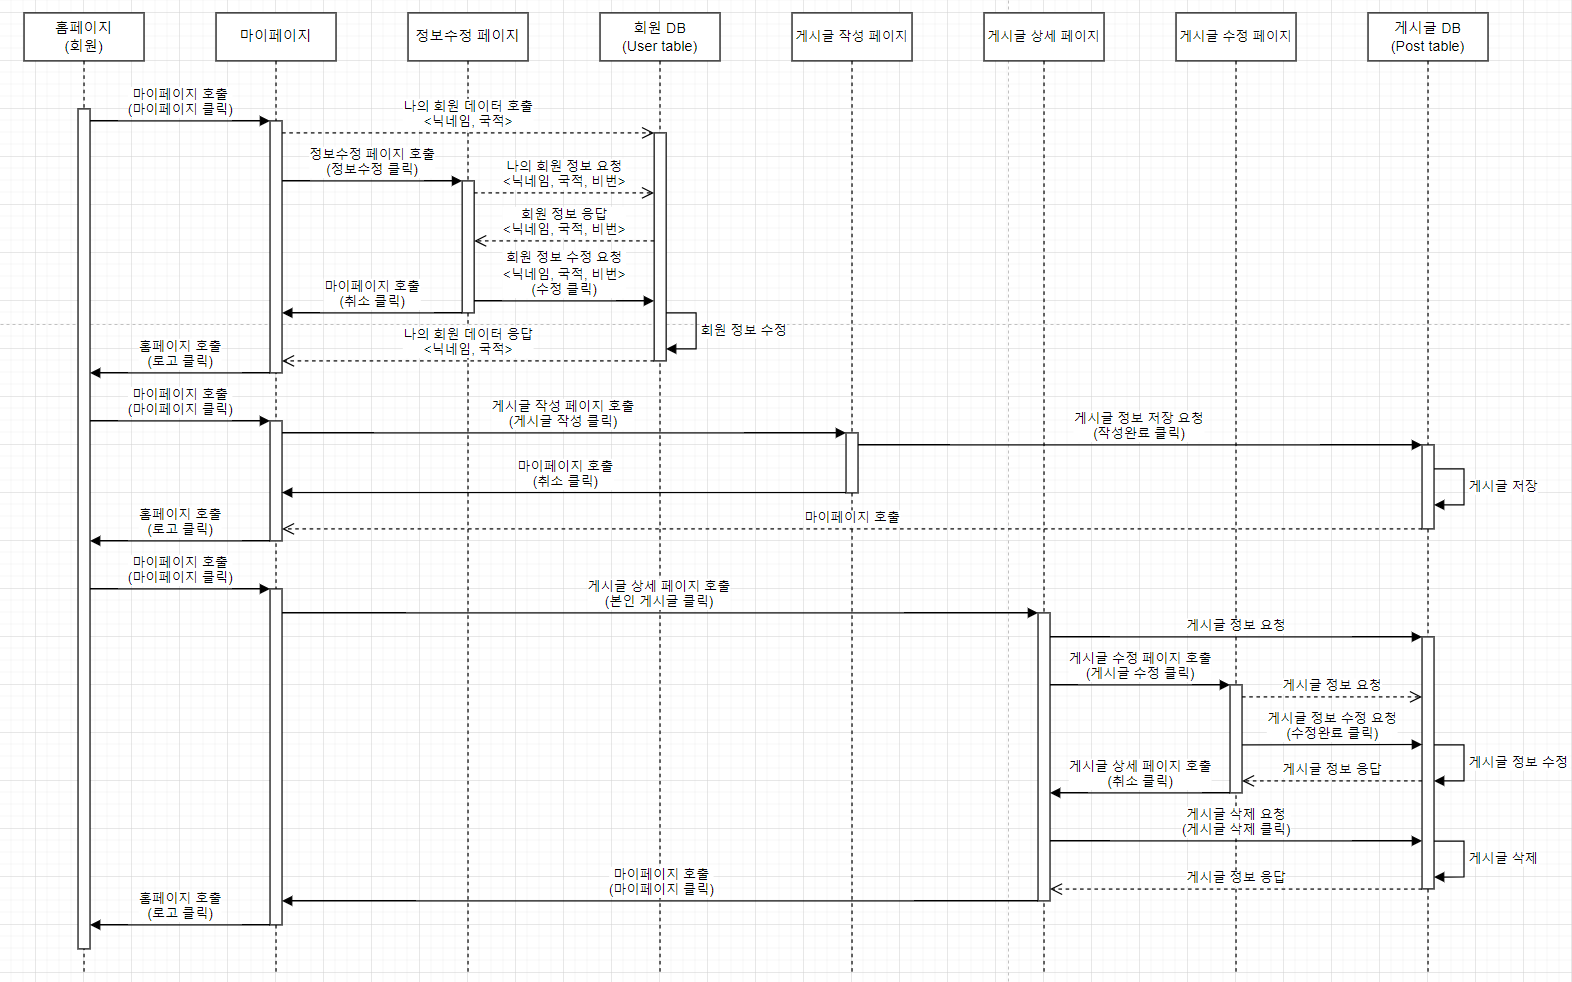 홈페이지
(회원)
마이페이지
정보수정 페이지
회원 DB
(User table)
게시글 작성 페이지
게시글 상세 페이지
게시글 수정 페이지
게시글 DB
(Post table)
마이페이지 호출
(마이페이지 클릭)
나의 회원 데이터 호출
<닉네임, 국적>
정보수정 페이지 호출
(정보수정 클릭)
나의 회원 정보 요청
<닉네임, 국적, 비번>
회원 정보 응답
<닉네임, 국적, 비번>
회원 정보 수정 요청
<닉네임, 국적, 비번>
(수정 클릭)
마이페이지 호출
(취소 클릭)
회원 정보 수정
나의 회원 데이터 응답
<닉네임, 국적>
홈페이지 호출
(로고 클릭)
마이페이지 호출
(마이페이지 클릭)
게시글 작성 페이지 호출
(게시글 작성 클릭)
게시글 정보 저장 요청
(작성완료 클릭)
마이페이지 호출
(취소 클릭)
게시글 저장
마이페이지 호출
홈페이지 호출
(로고 클릭)
마이페이지 호출
(마이페이지 클릭)
게시글 상세 페이지 호출
(본인 게시글 클릭)
게시글 정보 요청
게시글 수정 페이지 호출
(게시글 수정 클릭)
게시글 정보 요청
게시글 정보 수정 요청
(수정완료 클릭)
게시글 정보 수정
게시글 상세 페이지 호출
(취소 클릭)
게시글 정보 응답
게시글 삭제 요청
(게시글 삭제 클릭)
게시글 삭제
게시글 정보 응답
마이페이지 호출
(마이페이지 클릭)
홈페이지 호출
(로고 클릭)